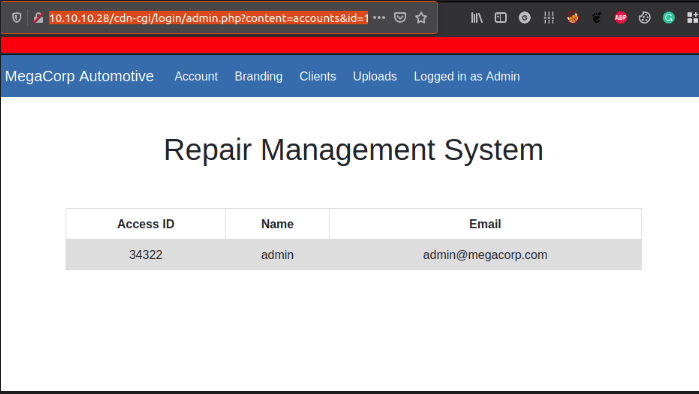 10.10.10.28/cdn-cgi/login/admin.php?content=accounts&id=1
ABP
MegaCorp Automotive Account Branding Clients Uploads Logged in as Admin
Repair Management System
Access ID Name Email
34322 admin admin@megacorp.com